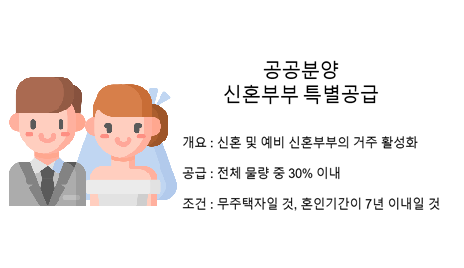 공공분양
신혼부부 특별공급
개요 : 신혼 및 예비 신혼부부의 거주 활성화
공급 : 전체 물량 중 30% 이내
조건 : 무주택자일 것, 혼인기간이 7년 이내일 것